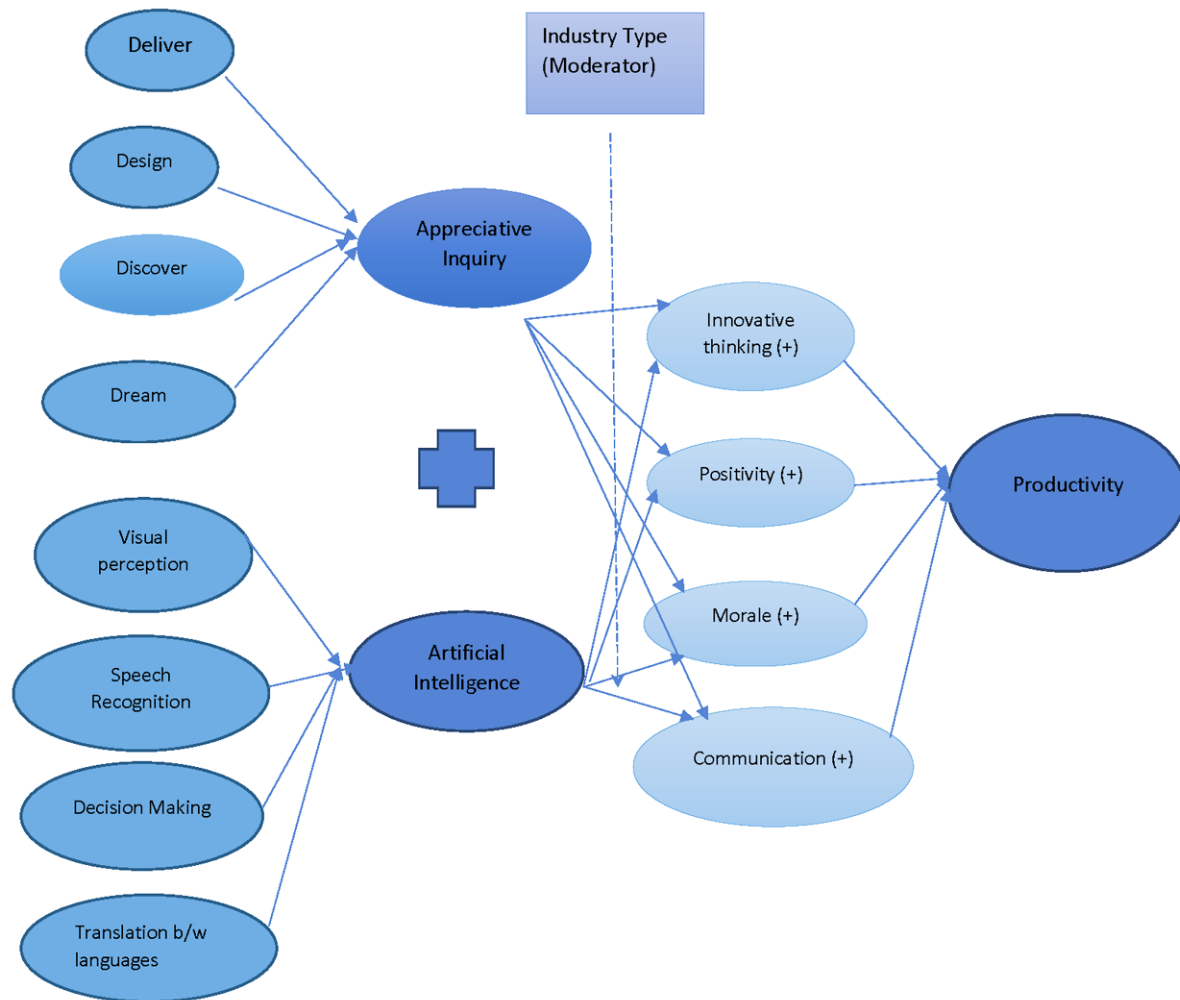 Deliver
Industry Type
(Moderator)
Design
Appreciative
Inquiry
Discover
Innovative
thinking (+)
Dream
Positivity (+)
Productivity
Visual
perception
Morale (+)
Artificial
Intelligence
Speech
Recognition
Communication (+)
Decision Making
Translation b/w
languages